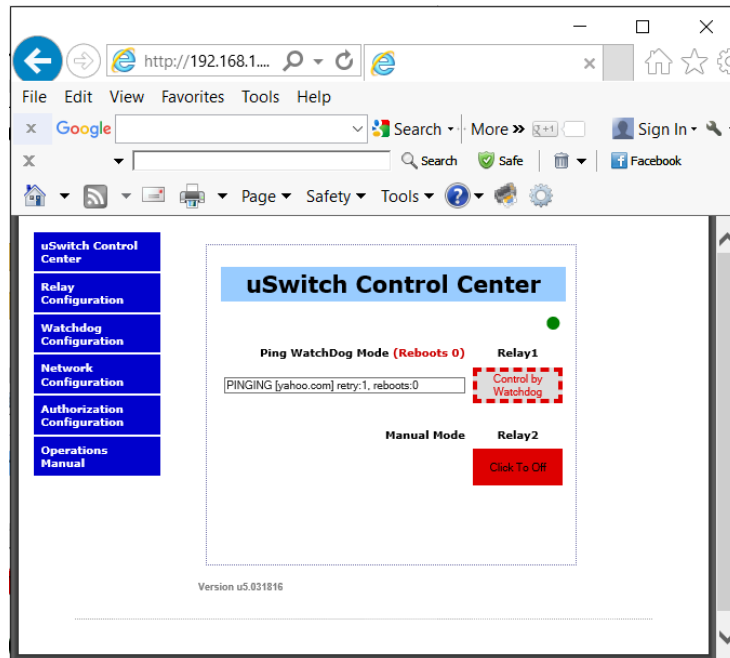 http://192.168.1....
File Edit View Favorites Tools Help
x Google Search More » g+1 Sign In
x Search Safe Facebook
Page Safety Tools
uSwitch Control
Center
Relay
Configuration
Watchdog
Configuration
Network
Configuration
Authorization
Configuration
Operations
Manual
uSwitch Control Center
Ping WatchDog Mode (Reboots 0) Relay1
PINGING [yahoo.com] retry:1, reboots:0
Control by
Watchdog
Manual Mode Relay2
Click To Off
Version u5.031816